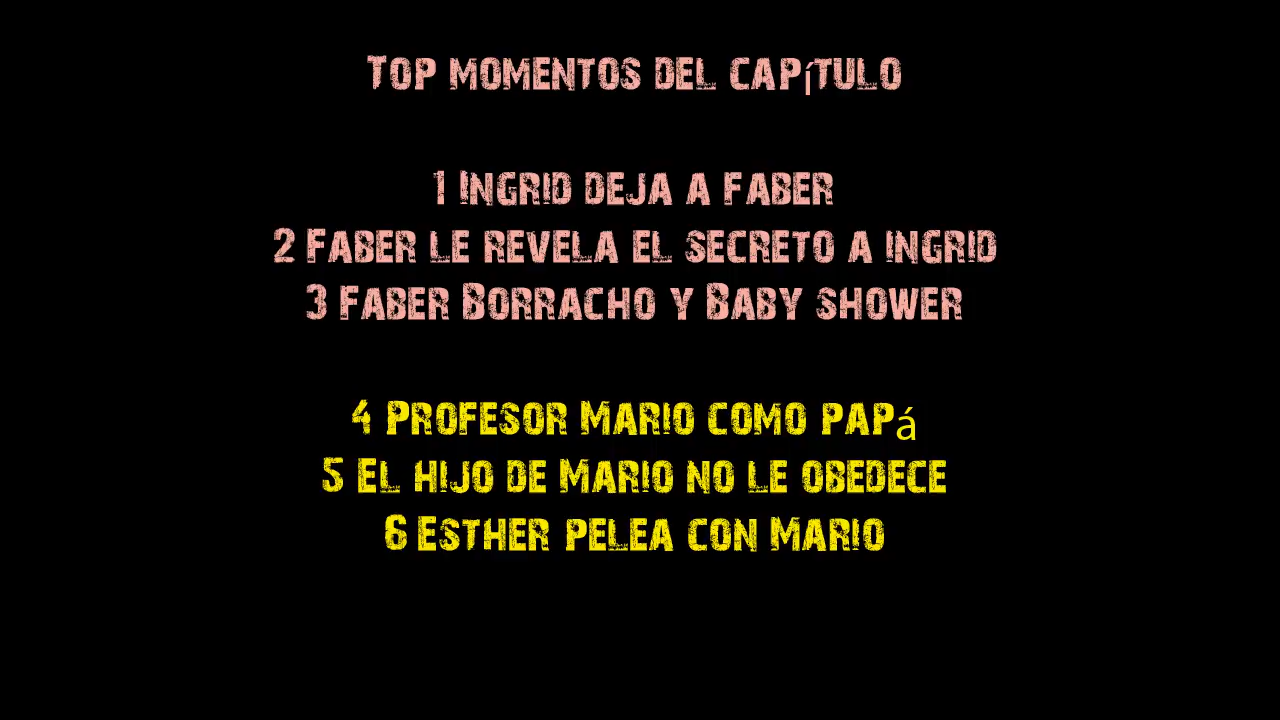 Top momentos del capítulo
1 Ingrid deja a Faber
2 Faber le revela el secreto a Ingrid
3 Faber Borracho y Baby shower
4 Profesor Mario como papá
5 El hijo de Mario no le obedece
6 Esther pelea con Mario